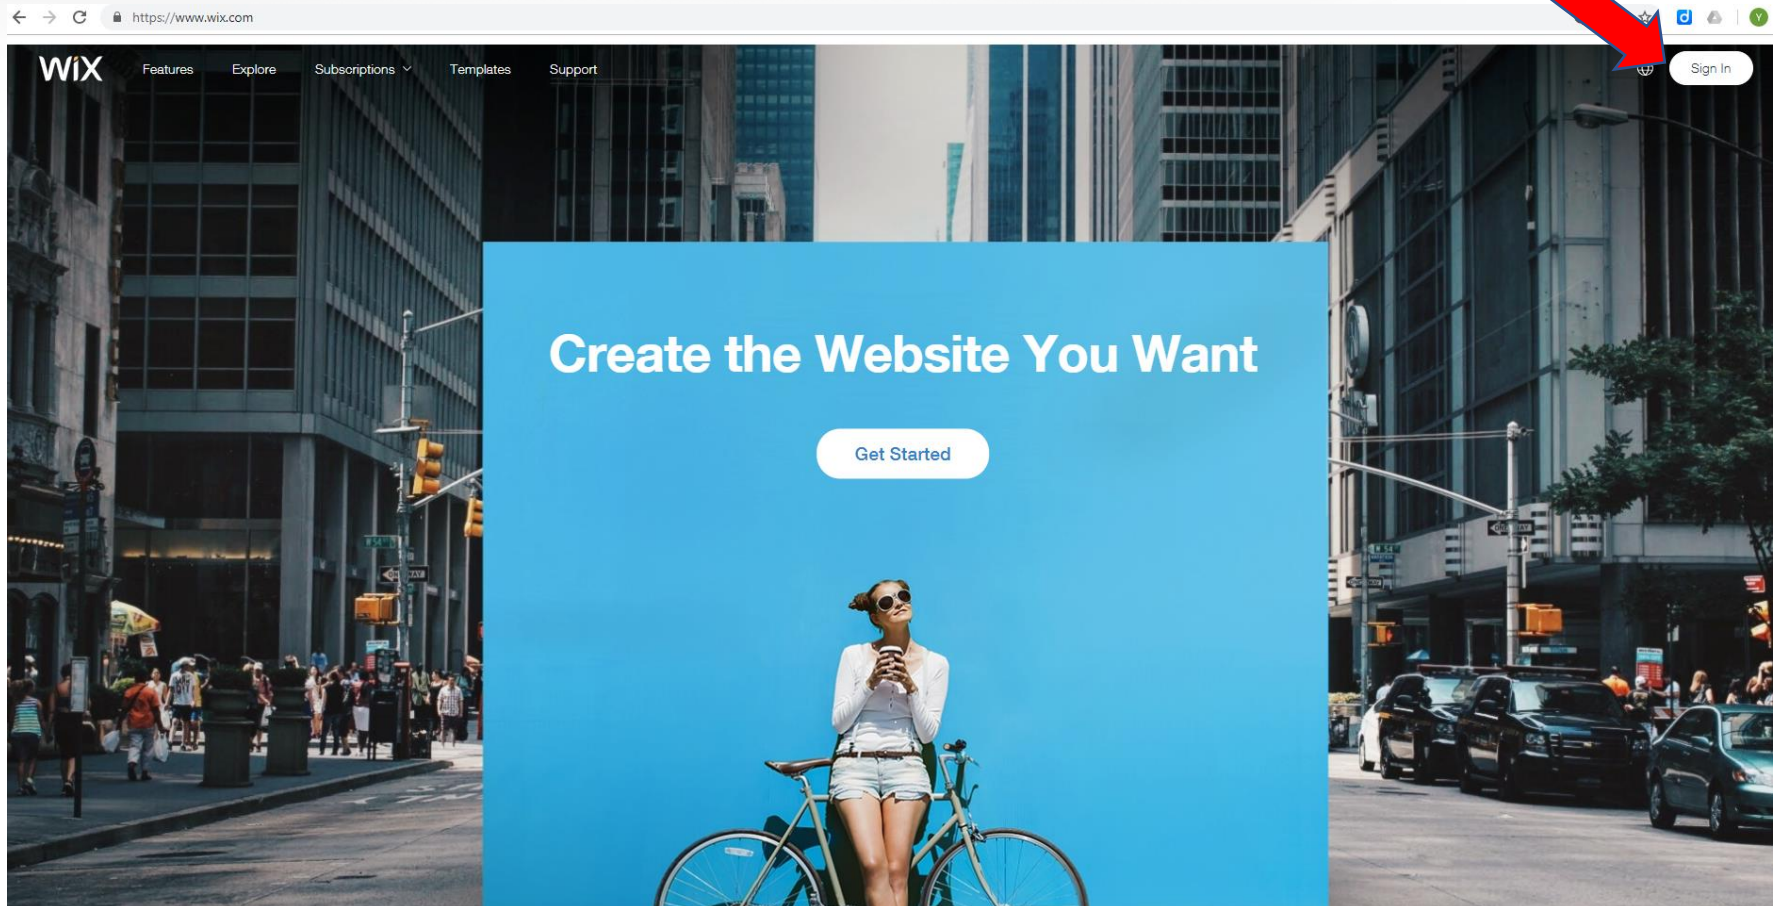 https://www.wix.com
Y
WiX
Features
Explore
Subscriptions
Templates
Support
Sign In
Create the Website You Want
Get Started